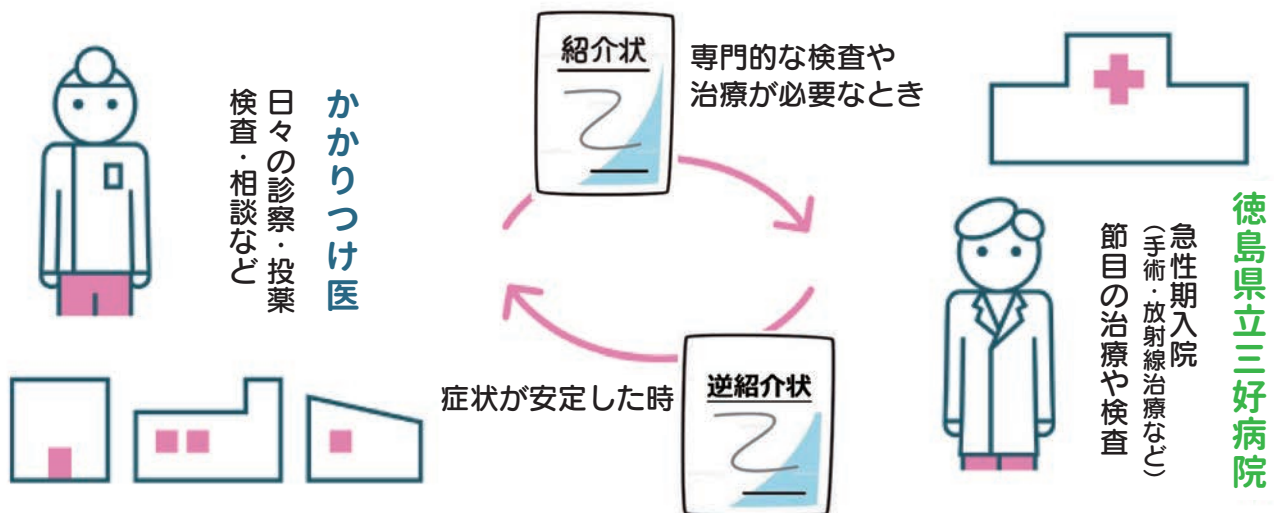 かかりつけ医
日々の診察・投薬
検査・相談など
紹介状
専門的な検査や
治療が必要なとき
徳島県立三好病院
急性期入院
(手術・放射線治療など)
節目の治療や検査
症状が安定した時
逆紹介状